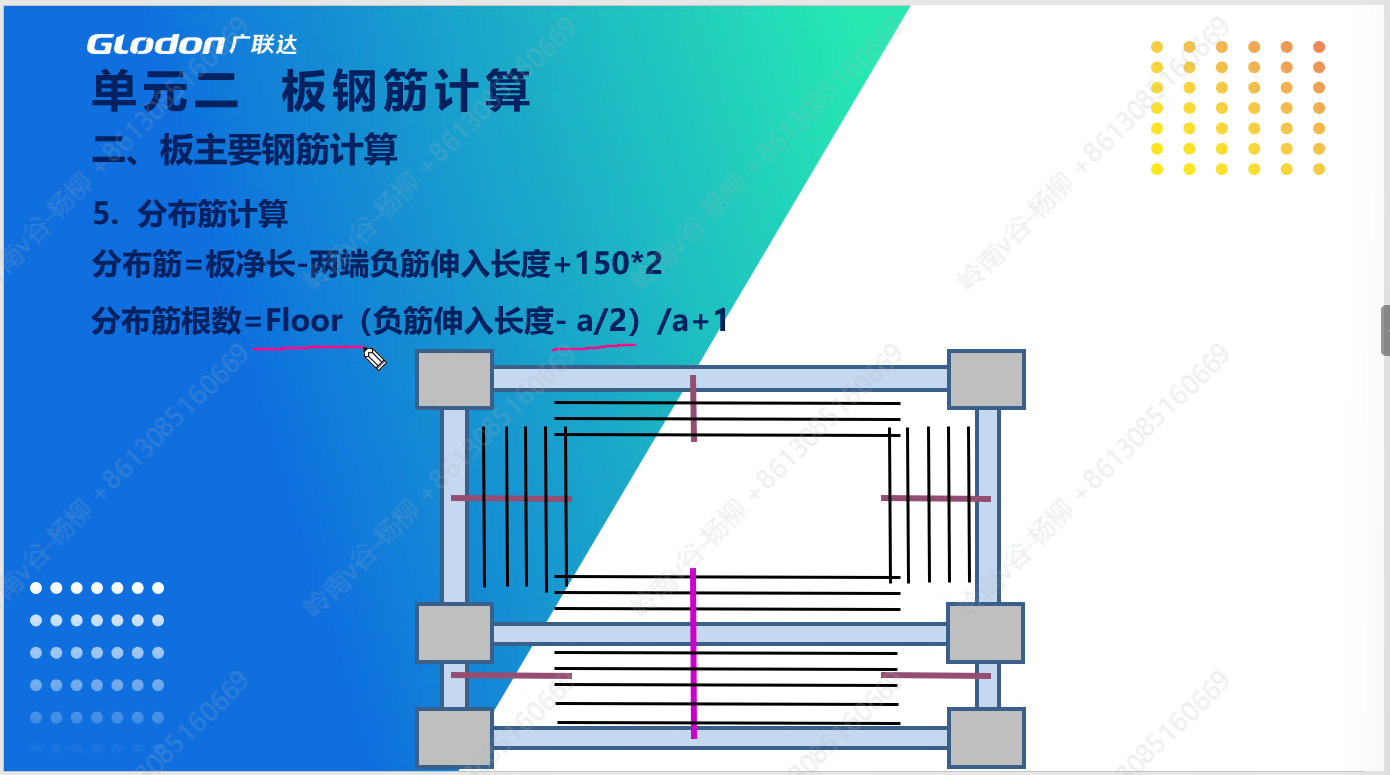 GLodon广联达
单元二 板钢筋计算
二、板主要钢筋计算
5. 分布筋计算
分布筋=板净长-两端负筋伸入长度+150*2
分布筋根数=Floor（负筋伸入长度- a/2）/a+1
岭南v谷-杨柳 +8613085160669